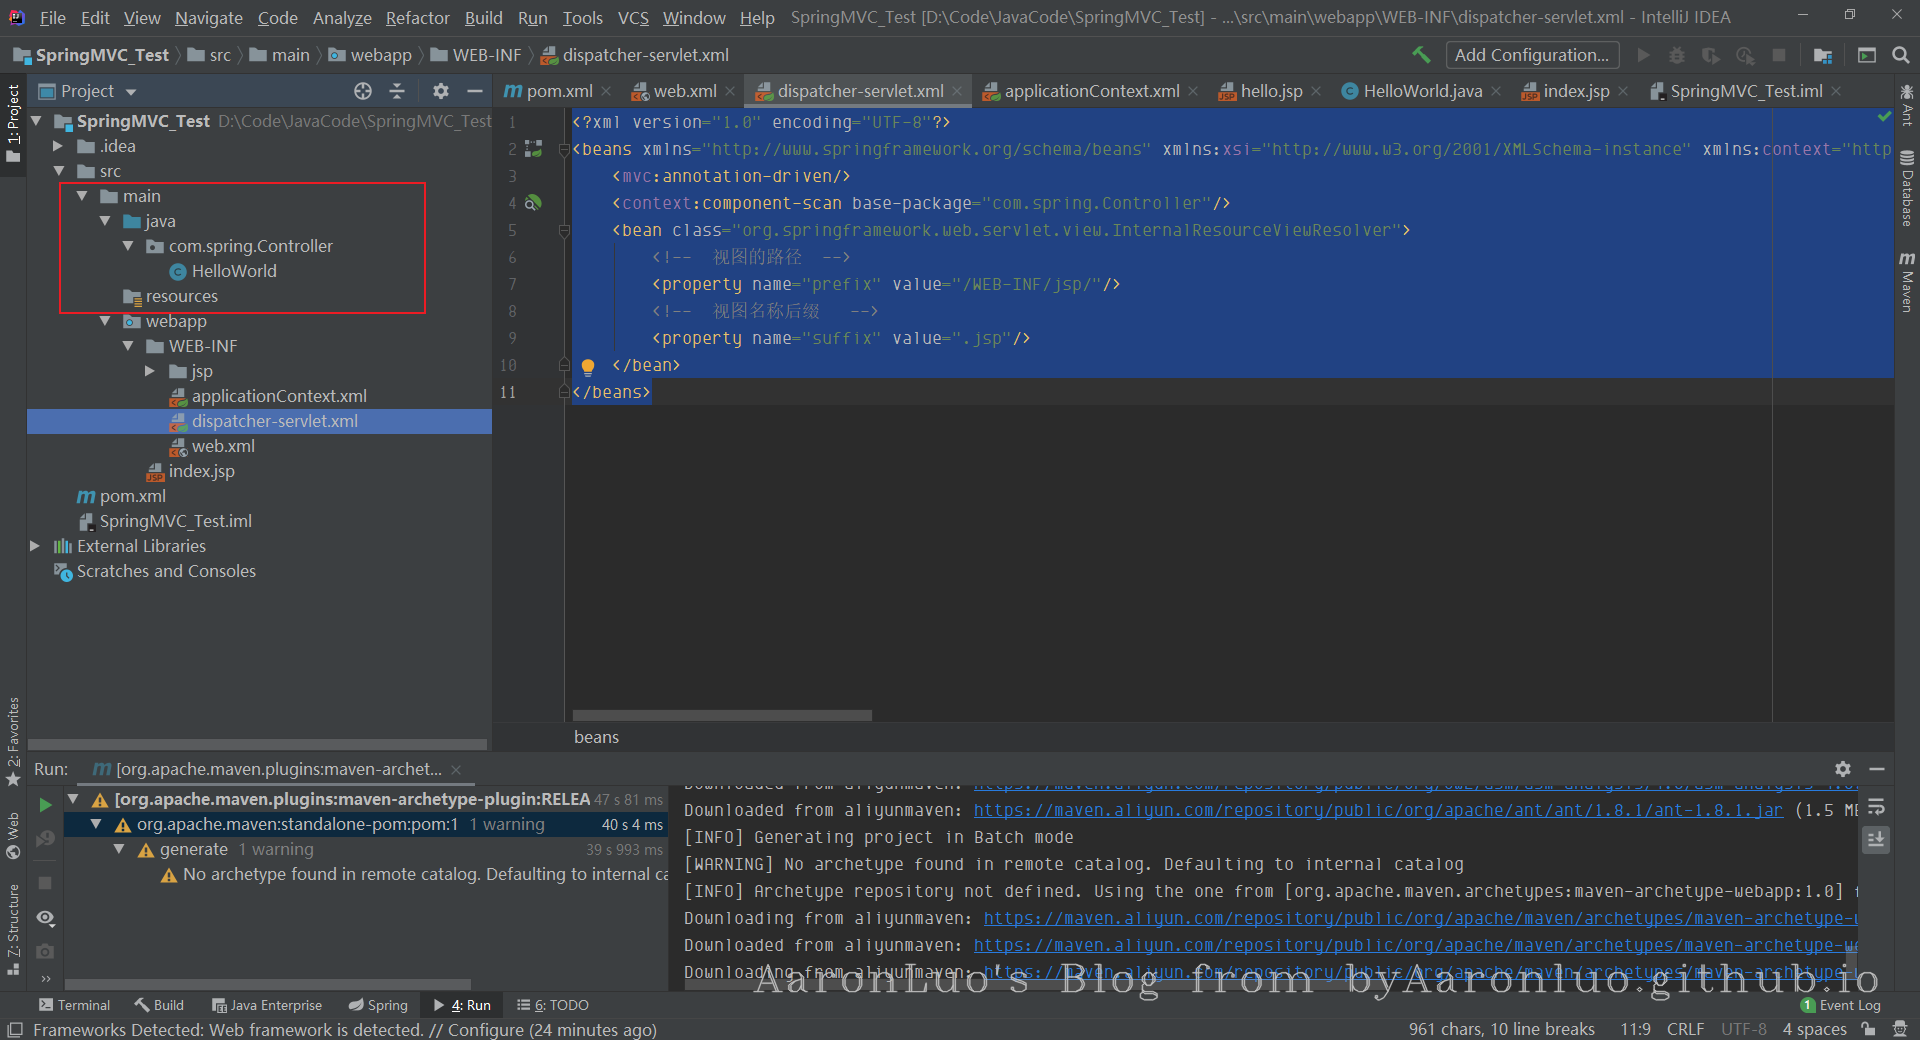 File Edit View Navigate Code Analyze Refactor Build Run Tools VCS Window Help SpringMVC_Test [D:\Code\JavaCode\SpringMVC_Test] - ...\src\main\webapp\WEB-INF\dispatcher-servlet.xml - IntelliJ IDEA
SpringMVC_Test src main webapp WEB-INF dispatcher-servlet.xml Add Configuration...
1: Project
Project
pom.xml web.xml dispatcher-servlet.xml applicationContext.xml hello.jsp HelloWorld.java index.jsp SpringMVC_Test.iml
SpringMVC_Test D:\Code\JavaCode\SpringMVC_Test
.idea
src
main
java
com.spring.Controller
HelloWorld
resources
webapp
WEB-INF
jsp
applicationContext.xml
dispatcher-servlet.xml
web.xml
index.jsp
pom.xml
SpringMVC_Test.iml
External Libraries
Scratches and Consoles
1 <?xml version="1.0" encoding="UTF-8"?>
2 <beans xmlns="http://www.springframework.org/schema/beans" xmlns:xsi="http://www.w3.org/2001/XMLSchema-instance" xmlns:context="http
3 <mvc:annotation-driven/>
4 <context:component-scan base-package="com.spring.Controller"/>
5 <bean class="org.springframework.web.servlet.view.InternalResourceViewResolver">
6 <!-- 视图的路径 -->
7 <property name="prefix" value="/WEB-INF/jsp/"/>
8 <!-- 视图名称后缀 -->
9 <property name="suffix" value=".jsp"/>
10 </bean>
11 </beans>
beans
Ant
Database
Maven
2: Favorites
Web
Z: Structure
Run: [org.apache.maven.plugins:maven-archet...
[org.apache.maven.plugins:maven-archetype-plugin:RELEA 47 s 81 ms
org.apache.maven:standalone-pom:pom:1 1 warning 40 s 4 ms
generate 1 warning 39 s 993 ms
No archetype found in remote catalog. Defaulting to internal ca
Downloaded from aliyunmaven: https://maven.aliyun.com/repository/public/org/apache/ant/ant/1.8.1/ant-1.8.1.jar (1.5 MB
[INFO] Generating project in Batch mode
[WARNING] No archetype found in remote catalog. Defaulting to internal catalog
[INFO] Archetype repository not defined. Using the one from [org.apache.maven.archetypes:maven-archetype-webapp:1.0] f
Downloading from aliyunmaven: https://maven.aliyun.com/repository/public/org/apache/maven/archetypes/maven-archetype-w
Downloaded from aliyunmaven: https://maven.aliyun.com/repository/public/org/apache/maven/archetypes/maven-archetype-we
Downloading from aliyunmaven: https://maven.aliyun.com/repository/public/org/apache/maven/archetypes/maven-archetype-
AaronLuo's Blog from byAaronluo.github.io
Terminal Build Java Enterprise Spring 4: Run 6: TODO 1 Event Log
Frameworks Detected: Web framework is detected. // Configure (24 minutes ago) 961 chars, 10 line breaks 11:9 CRLF UTF-8 4 spaces